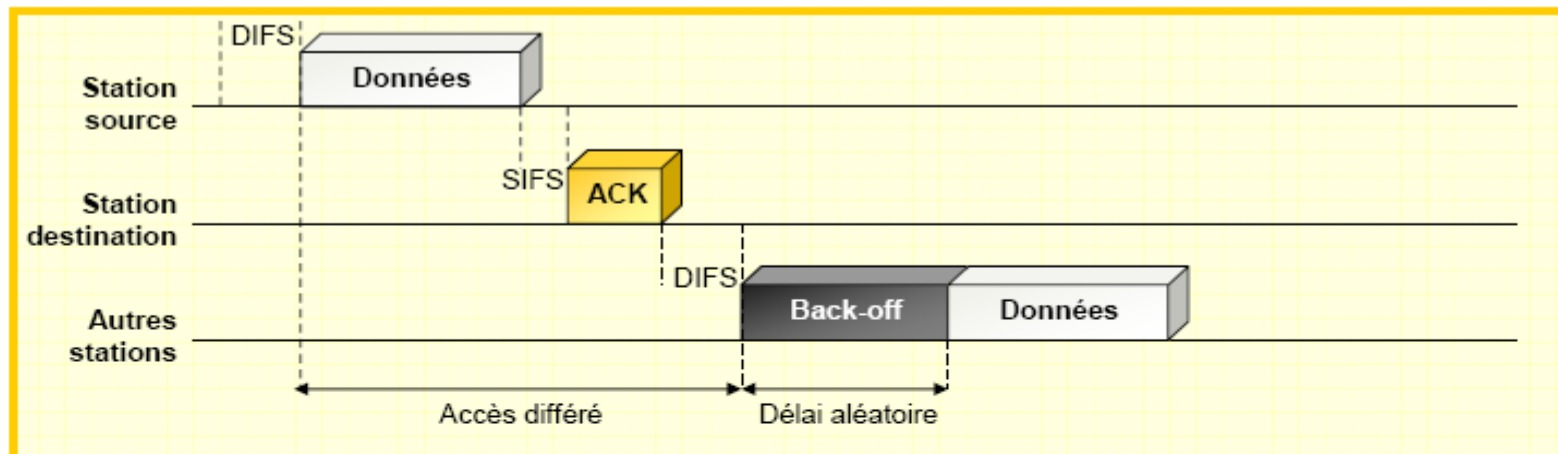 DIFS
Données
Station
source
SIFS
ACK
Station
destination
DIFS
Back-off
Données
Autres
stations
Accès différé
Délai aléatoire